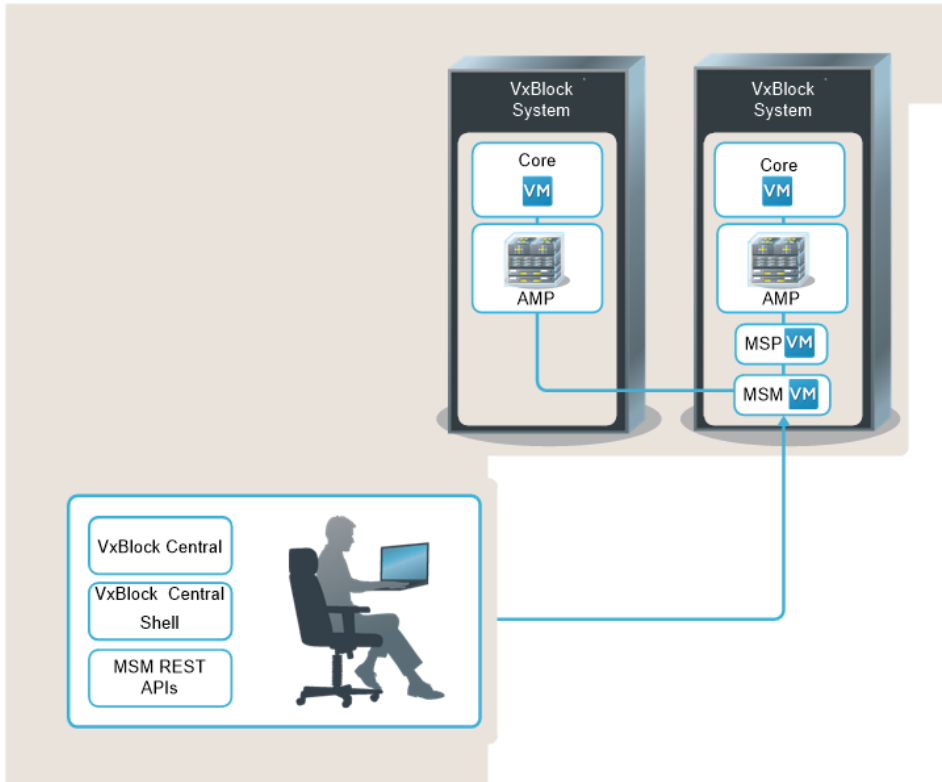 VxBlock
System
Core
VM
AMP
VxBlock
System
Core
VM
AMP
MSP VM
MSM VM
VxBlock Central
VxBlock Central
Shell
MSM REST
APIs